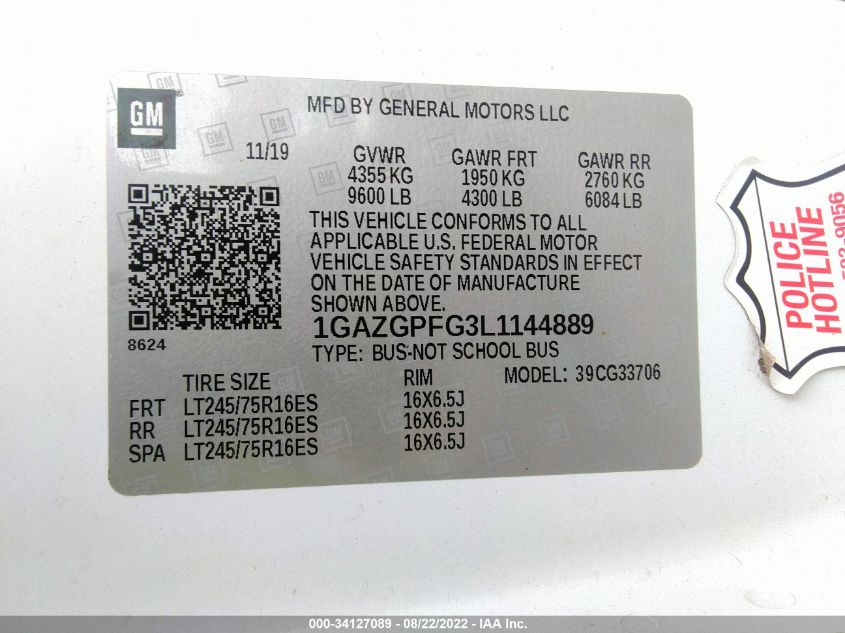 GM
MFD BY GENERAL MOTORS LLC
11/19
GVWR GAWR FRT GAWR RR
4355 KG 1950 KG 2760 KG
9600 LB 4300 LB 6084 LB
THIS VEHICLE CONFORMS TO ALL
APPLICABLE U.S. FEDERAL MOTOR
VEHICLE SAFETY STANDARDS IN EFFECT
ON THE DATE OF MANUFACTURE
SHOWN ABOVE.
8624
1GAZGPFG3L1144889
TYPE: BUS-NOT SCHOOL BUS
MODEL: 39CG33706
TIRE SIZE RIM
FRT LT245/75R16ES 16X6.5J
RR LT245/75R16ES 16X6.5J
SPA LT245/75R16ES 16X6.5J
POLICE
HOTLINE
000-34127089 - 08/22/2022 - IAA Inc.